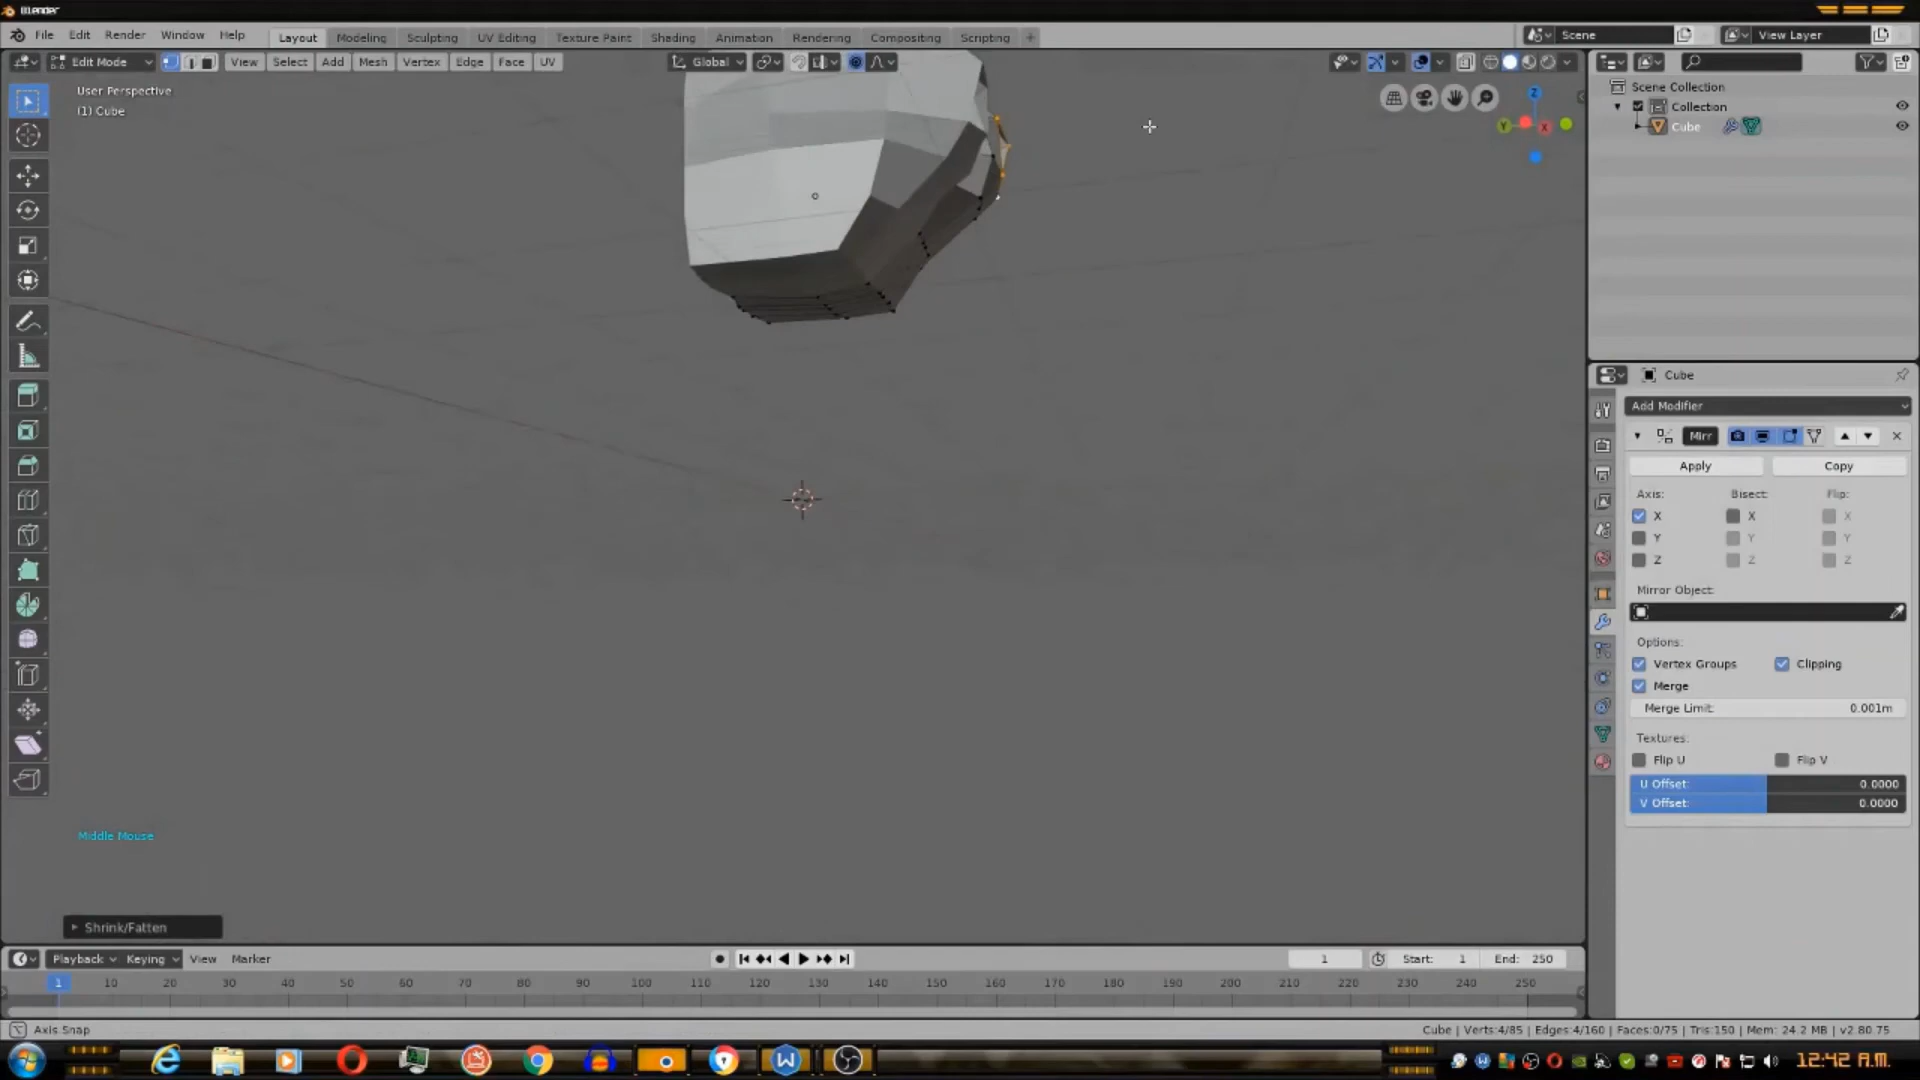 Blender
File Edit Render Window Help Layout Modeling Sculpting UV Editing Texture Paint Shading Animation Rendering Compositing Scripting + Scene View Layer
Edit Mode View Select Add Mesh Vertex Edge Face UV Global
User Perspective
(1) Cube
Z
Y X
Scene Collection
Collection
Cube
Cube
Add Modifier
Mirr
Apply Copy
Axis: Bisect: Flip:
X X X
Y Y Y
Z Z Z
Mirror Object:
Options:
Vertex Groups Clipping
Merge
Merge Limit: 0.001m
Textures:
Flip U Flip V
U Offset: 0.0000
V Offset: 0.0000
Middle Mouse
Shrink/Fatten
Playback Keying View Marker 1 Start: 1 End: 250
1 10 20 30 40 50 60 70 80 90 100 110 120 130 140 150 160 170 180 190 200 210 220 230 240 250
Axis Snap Cube | Verts:4/85 | Edges:4/160 | Faces:0/75 | Tris:150 | Mem: 24.2 MB | v2.80.75
12:42 A.M.